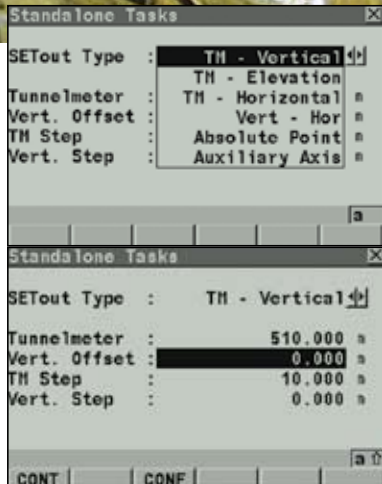 Standalone Tasks
SETout Type : TM - Vertical
TM - Elevation
Tunnelmeter : TM - Horizontal m
Vert. Offset : Vert - Hor m
TM Step : Absolute Point m
Vert. Step : Auxiliary Axis m
a
Standalone Tasks
SETout Type : TM - Vertical
Tunnelmeter : 510.000 m
Vert. Offset : 0.000 m
TM Step : 10.000 m
Vert. Step : 0.000 m
a
CONT CONF